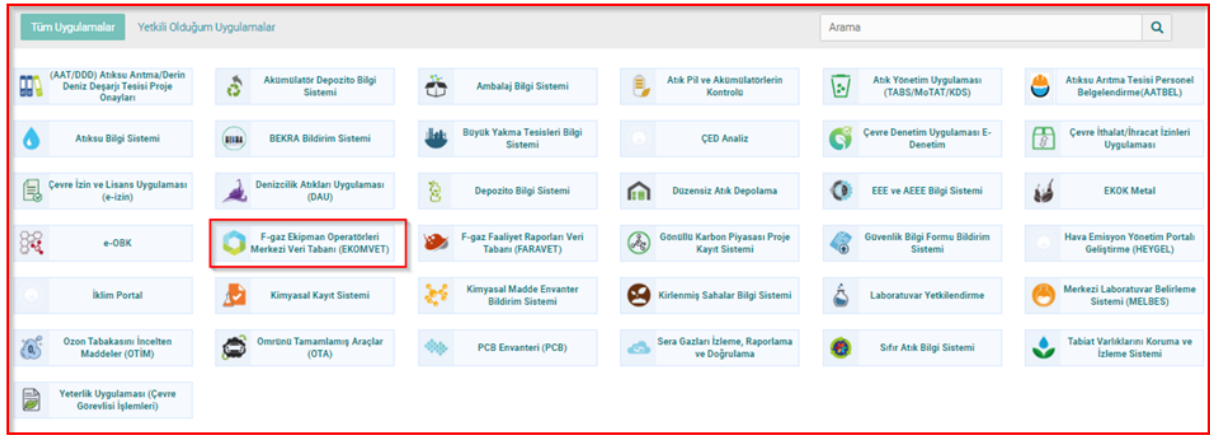 Tüm Uygulamalar
Yetkili Olduğum Uygulamalar
Arama
(AAT/DDD) Atıksu Arıtma/Derin
Deniz Deşarjı Tesisi Proje
Onayları
Akümülatör Depozito Bilgi
Sistemi
Ambalaj Bilgi Sistemi
Atık Pil ve Akümülatörlerin
Kontrolü
Atık Yönetim Uygulaması
(TABS/MoTAT/KDS)
Atıksu Arıtma Tesisi Personel
Belgelendirme(AATBEL)
Atıksu Bilgi Sistemi
BEKRA
BEKRA Bildirim Sistemi
Büyük Yakma Tesisleri Bilgi
Sistemi
ÇED Analiz
Çevre Denetim Uygulaması E-
Denetim
Çevre İthalat/İhracat İzinleri
Uygulaması
Çevre İzin ve Lisans Uygulaması
(e-izin)
Denizcilik Atıkları Uygulaması
(DAU)
Depozito Bilgi Sistemi
Düzensiz Atık Depolama
EEE ve AEEE Bilgi Sistemi
EKOK Metal
e-OBK
F-gaz Ekipman Operatörleri
Merkezi Veri Tabanı (EKOMVET)
F-gaz Faaliyet Raporları Veri
Tabanı (FARAVET)
Gönüllü Karbon Piyasası Proje
Kayıt Sistemi
Güvenlik Bilgi Formu Bildirim
Sistemi
Hava Emisyon Yönetim Portalı
Geliştirme (HEYGEL)
İklim Portal
Kimyasal Kayıt Sistemi
Kimyasal Madde Envanter
Bildirim Sistemi
Kirlenmiş Sahalar Bilgi Sistemi
Laboratuvar Yetkilendirme
Merkezi Laboratuvar Belirleme
Sistemi (MELBES)
Ozon Tabakasını İncelten
Maddeler (OTİM)
Ömrünü Tamamlamış Araçlar
(OTA)
PCB Envanteri (PCB)
Sera Gazları İzleme, Raporlama
ve Doğrulama
Sıfır Atık Bilgi Sistemi
Tabiat Varlıklarını Koruma ve
İzleme Sistemi
Yeterlik Uygulaması (Çevre
Görevlisi İşlemleri)